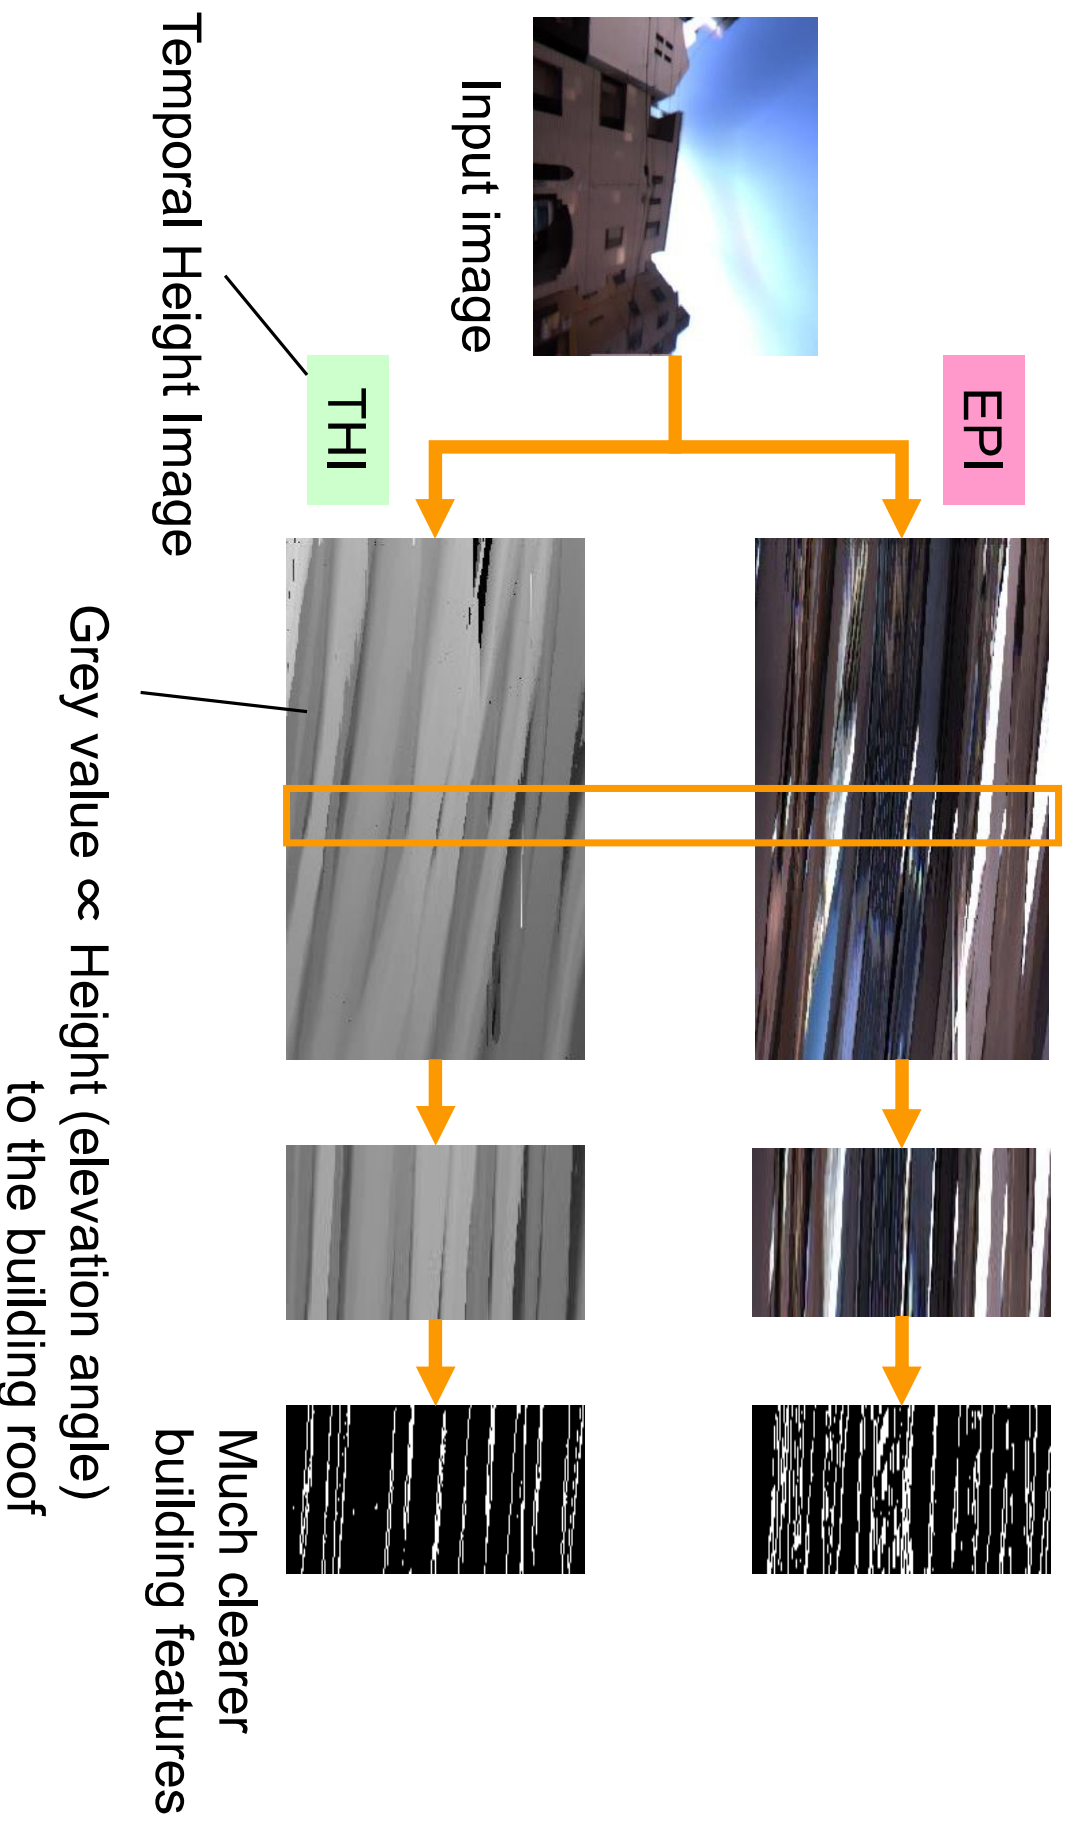 EPI
Input image
THI
Temporal Height Image
Grey value ∝ Height (elevation angle)
to the building roof
Much clearer
building features